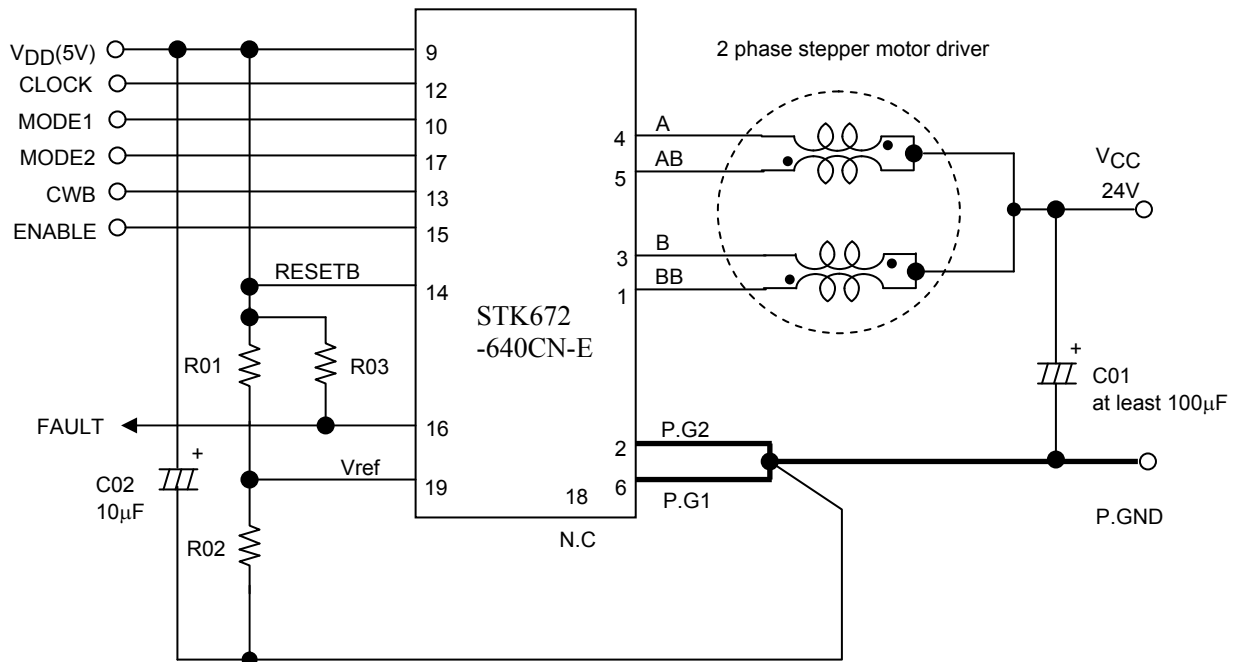 VDD(5V)
CLOCK
MODE1
MODE2
CWB
ENABLE
9
12
10
17
13
15
RESETB
14
STK672
-640CN-E
R01
R03
FAULT
16
Vref
19
+
C02
10μF
R02
18
N.C
2 phase stepper motor driver
4
A
5
AB
3
B
1
BB
VCC
24V
+
C01
at least 100μF
2
P.G2
6
P.G1
P.GND